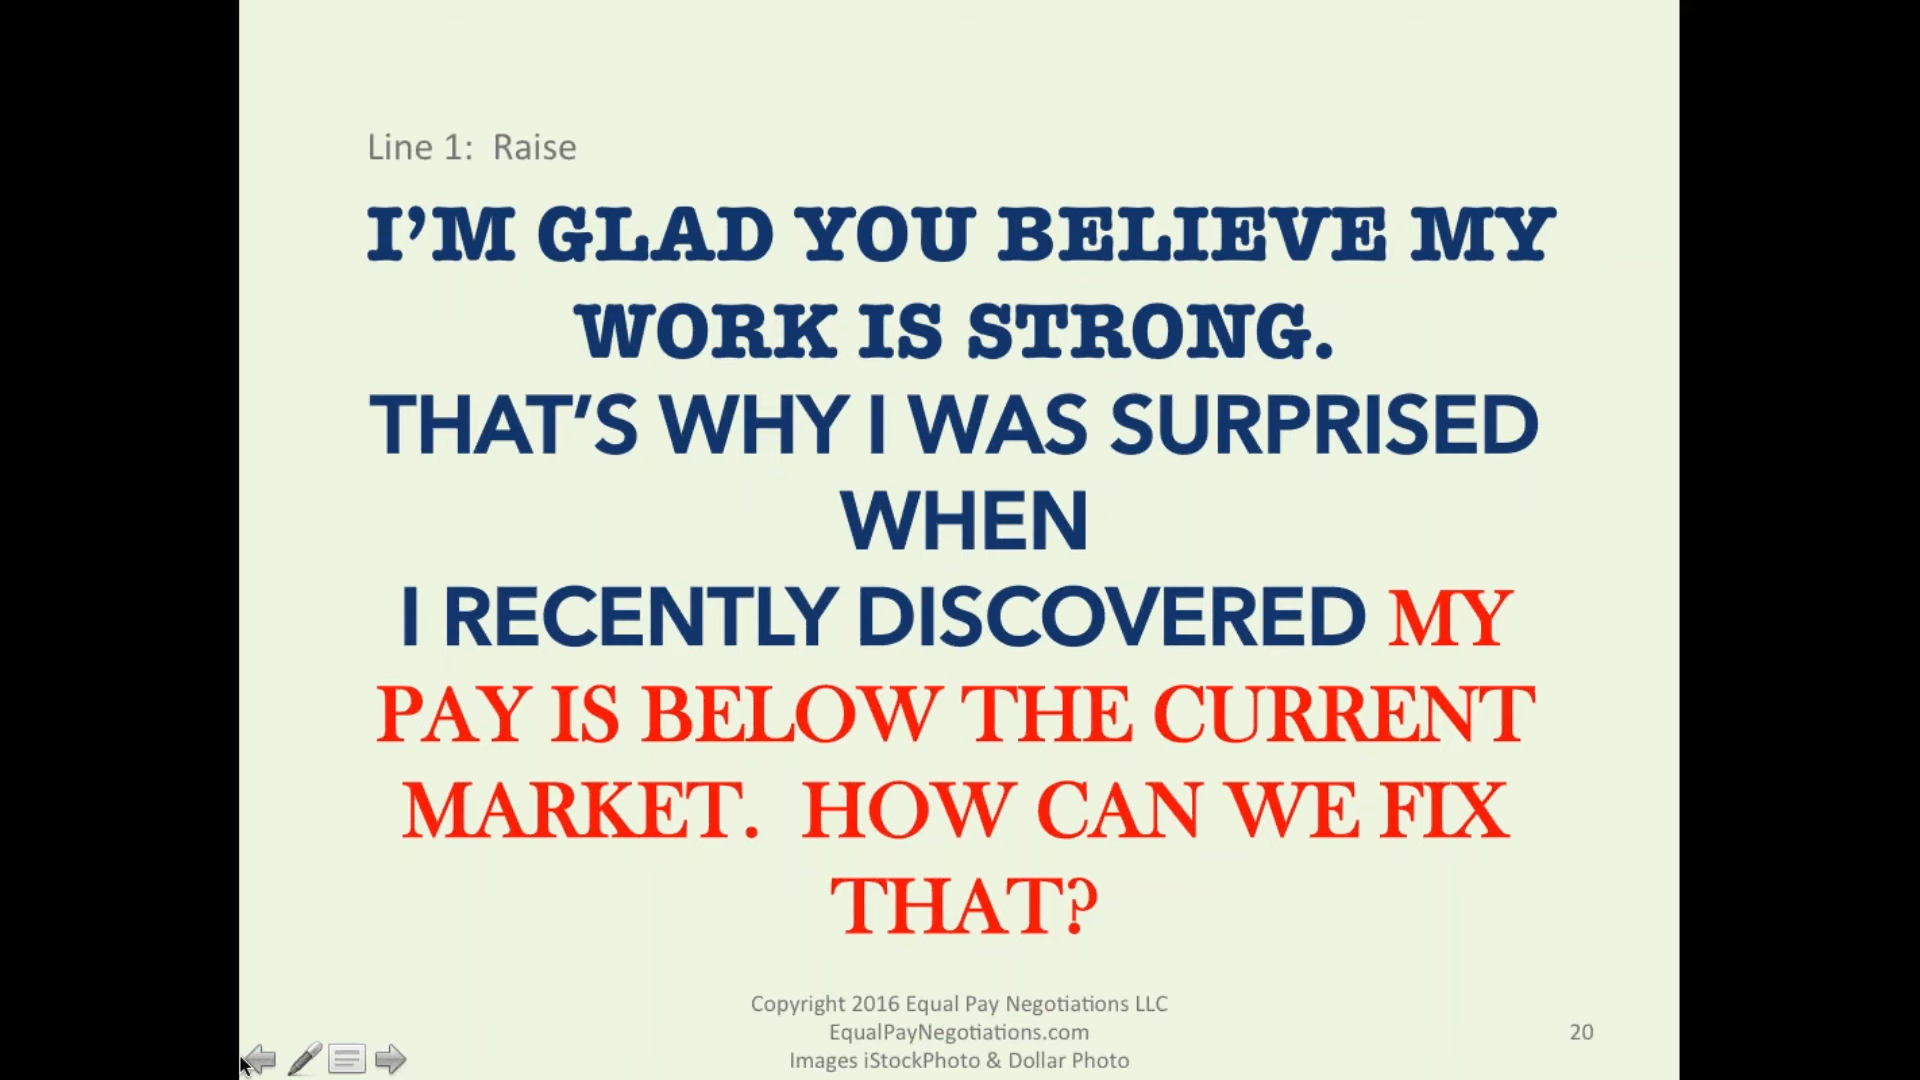 Line 1:  Raise
I’M GLAD YOU BELIEVE MY
WORK IS STRONG.
THAT’S WHY I WAS SURPRISED
WHEN
I RECENTLY DISCOVERED MY
PAY IS BELOW THE CURRENT
MARKET.  HOW CAN WE FIX
THAT?
Copyright 2016 Equal Pay Negotiations LLC
EqualPayNegotiations.com
Images iStockPhoto & Dollar Photo
20